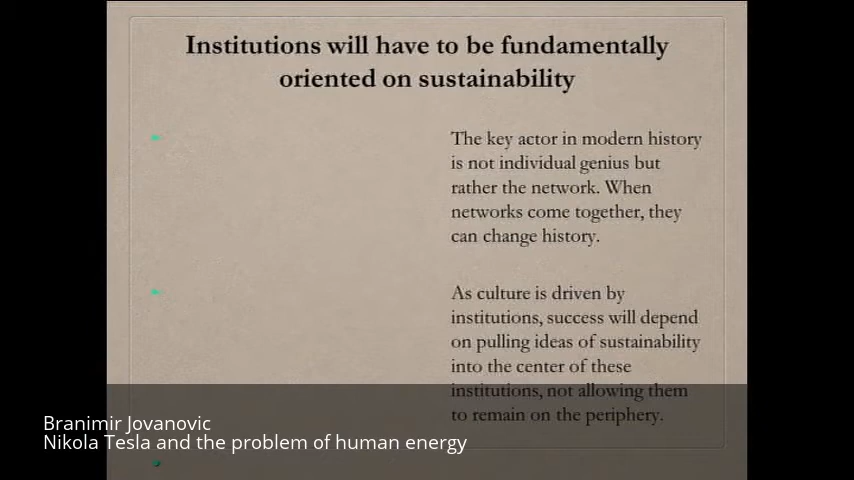 Institutions will have to be fundamentally
oriented on sustainability
The key actor in modern history
is not individual genius but
rather the network. When
networks come together, they
can change history.
As culture is driven by
institutions, success will depend
on pulling ideas of sustainability
into the center of these
institutions, not allowing them
to remain on the periphery.
Branimir Jovanovic
Nikola Tesla and the problem of human energy